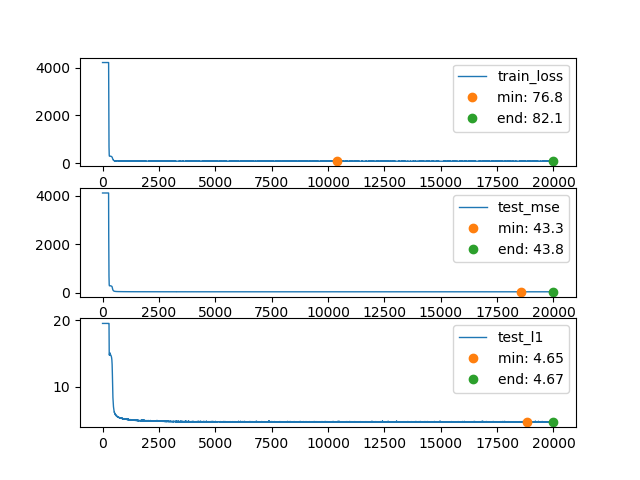 4000
2000
0
train_loss
min: 76.8
end: 82.1
0 2500 5000 7500 10000 12500 15000 17500 20000
4000
2000
0
test_mse
min: 43.3
end: 43.8
0 2500 5000 7500 10000 12500 15000 17500 20000
20
10
test_l1
min: 4.65
end: 4.67
0 2500 5000 7500 10000 12500 15000 17500 20000